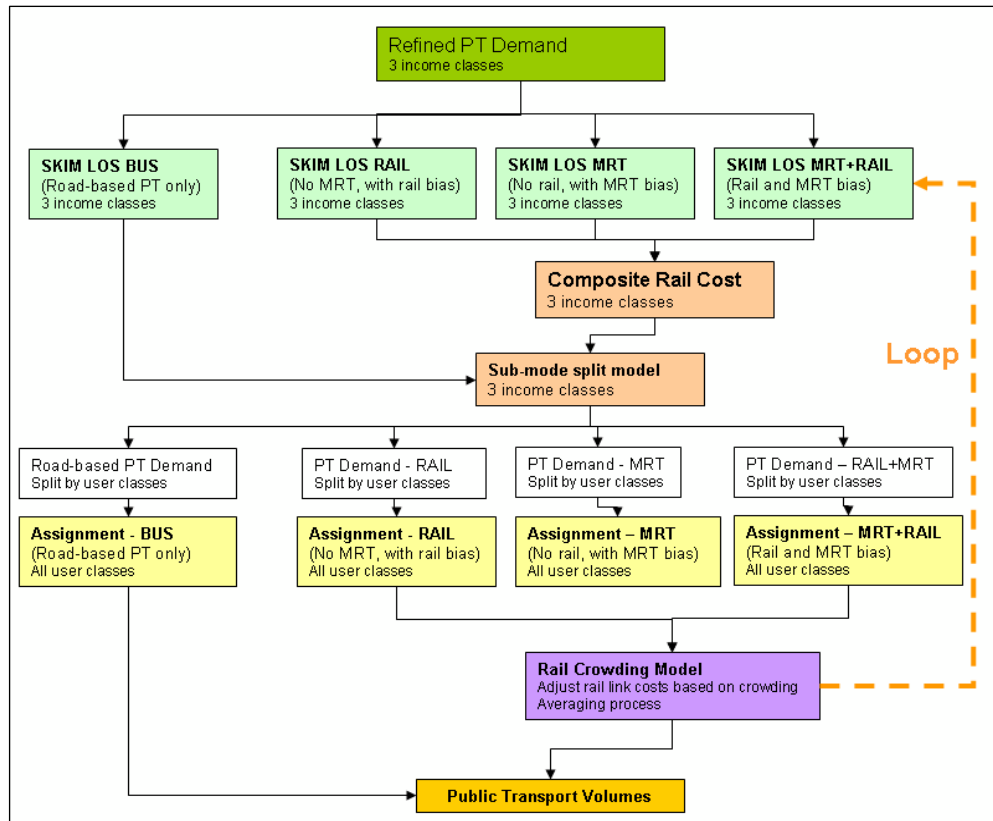 Refined PT Demand
3 income classes
SKIM LOS BUS
(Road-based PT only)
3 income classes
SKIM LOS RAIL
(No MRT, with rail bias)
3 income classes
SKIM LOS MRT
(No rail, with MRT bias)
3 income classes
SKIM LOS MRT+RAIL
(Rail and MRT bias)
3 income classes
Composite Rail Cost
3 income classes
Loop
Sub-mode split model
3 income classes
Road-based PT Demand
Split by user classes
PT Demand - RAIL
Split by user classes
PT Demand - MRT
Split by user classes
PT Demand – RAIL+MRT
Split by user classes
Assignment - BUS
(Road-based PT only)
All user classes
Assignment - RAIL
(No MRT, with rail bias)
All user classes
Assignment – MRT
(No rail, with MRT bias)
All user classes
Assignment – MRT+RAIL
(Rail and MRT bias)
All user classes
Rail Crowding Model
Adjust rail link costs based on crowding
Averaging process
Public Transport Volumes